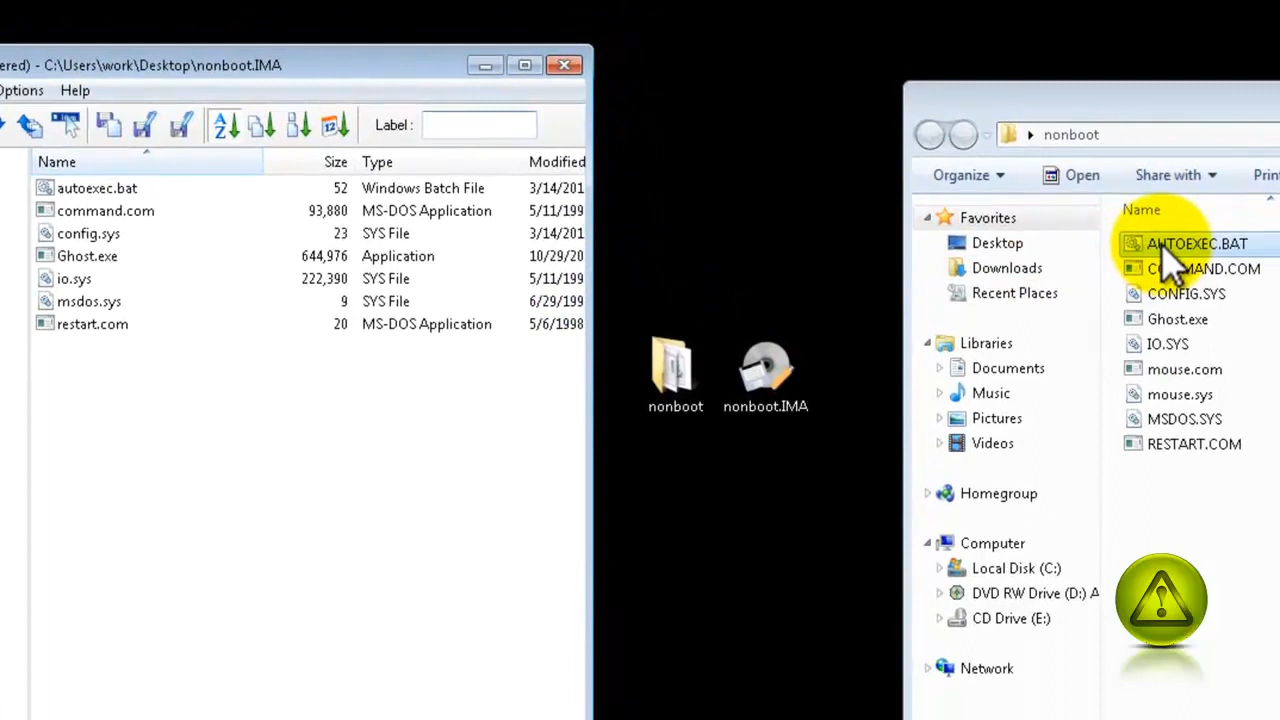 ered) - C:\Users\work\Desktop\nonboot.IMA
Options Help
Label :
Name Size Type Modified
autoexec.bat 52 Windows Batch File 3/14/201
command.com 93,880 MS-DOS Application 5/11/199
config.sys 23 SYS File 3/14/201
Ghost.exe 644,976 Application 10/29/201
io.sys 222,390 SYS File 5/11/199
msdos.sys 9 SYS File 6/29/199
restart.com 20 MS-DOS Application 5/6/1998
nonboot
nonboot.IMA
nonboot
Organize Open Share with Prin
Favorites
Desktop
Downloads
Recent Places
Libraries
Documents
Music
Pictures
Videos
Homegroup
Computer
Local Disk (C:)
DVD RW Drive (D:) A
CD Drive (E:)
Network
Name
AUTOEXEC.BAT
COMMAND.COM
CONFIG.SYS
Ghost.exe
IO.SYS
mouse.com
mouse.sys
MSDOS.SYS
RESTART.COM